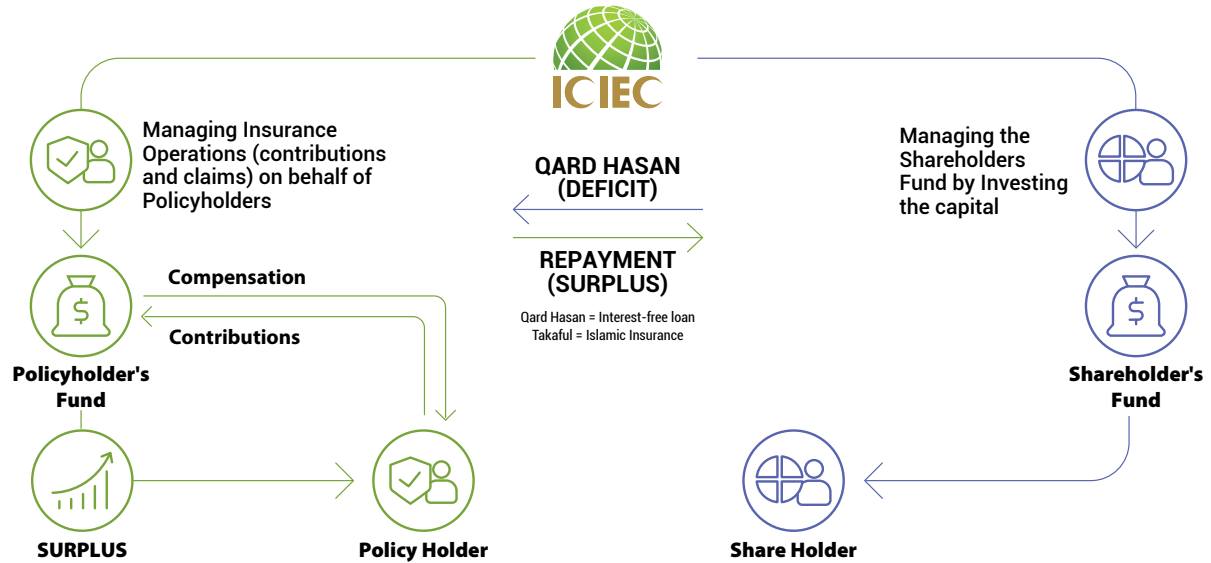 ICIEC
Managing Insurance
Operations (contributions
and claims) on behalf of
Policyholders
QARD HASAN
(DEFICIT)
REPAYMENT
(SURPLUS)
Qard Hasan = Interest-free loan
Takaful = Islamic Insurance
Managing the
Shareholders
Fund by Investing
the capital
$
Compensation
Contributions
Policyholder's
Fund
$
Shareholder's
Fund
SURPLUS
Policy Holder
Share Holder